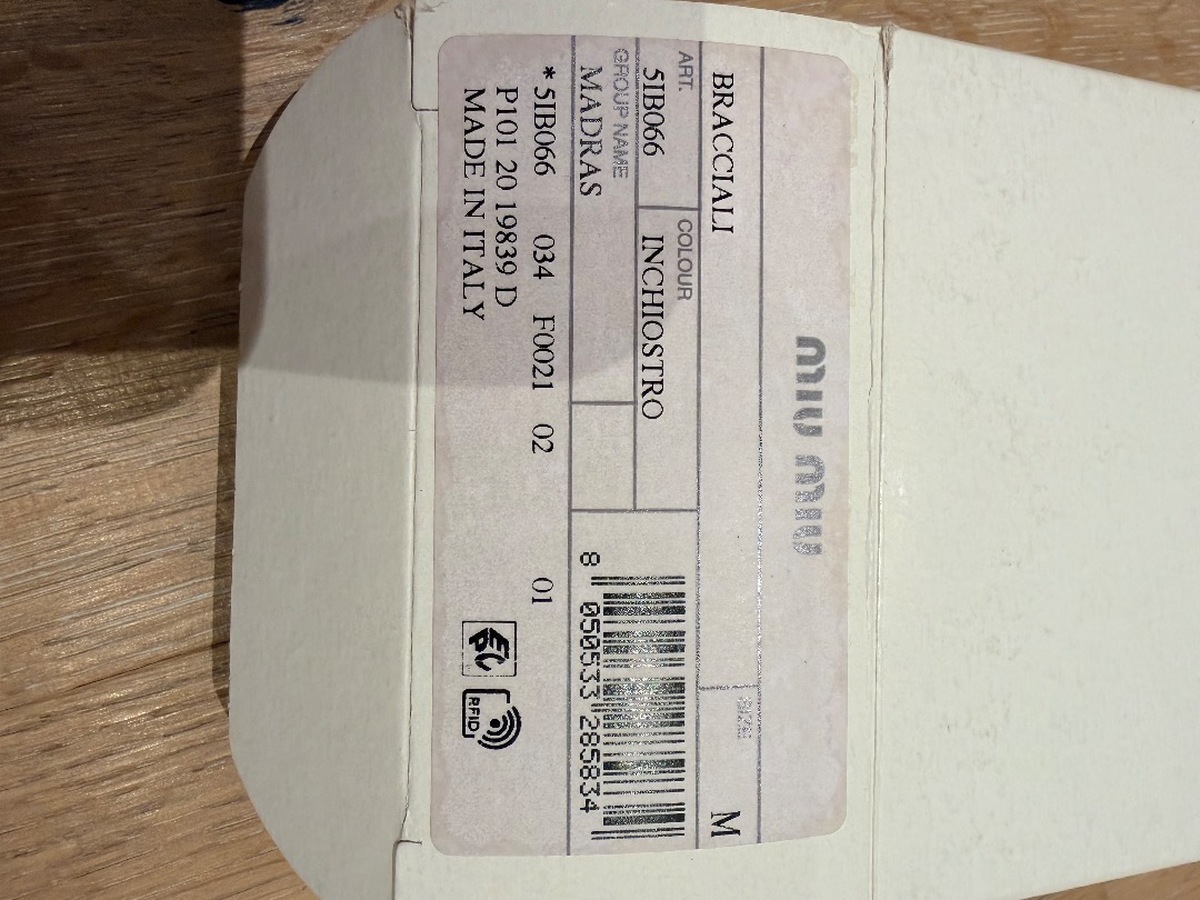 miu miu
BRACCIALI
SIZE
M
ART.
5IB066
COLOUR
INCHIOSTRO
GROUP NAME
MADRAS
8 050533 285834
* 5IB066 034 F0021 02 01
P101 20 19839 D
MADE IN ITALY
EPC
RFID